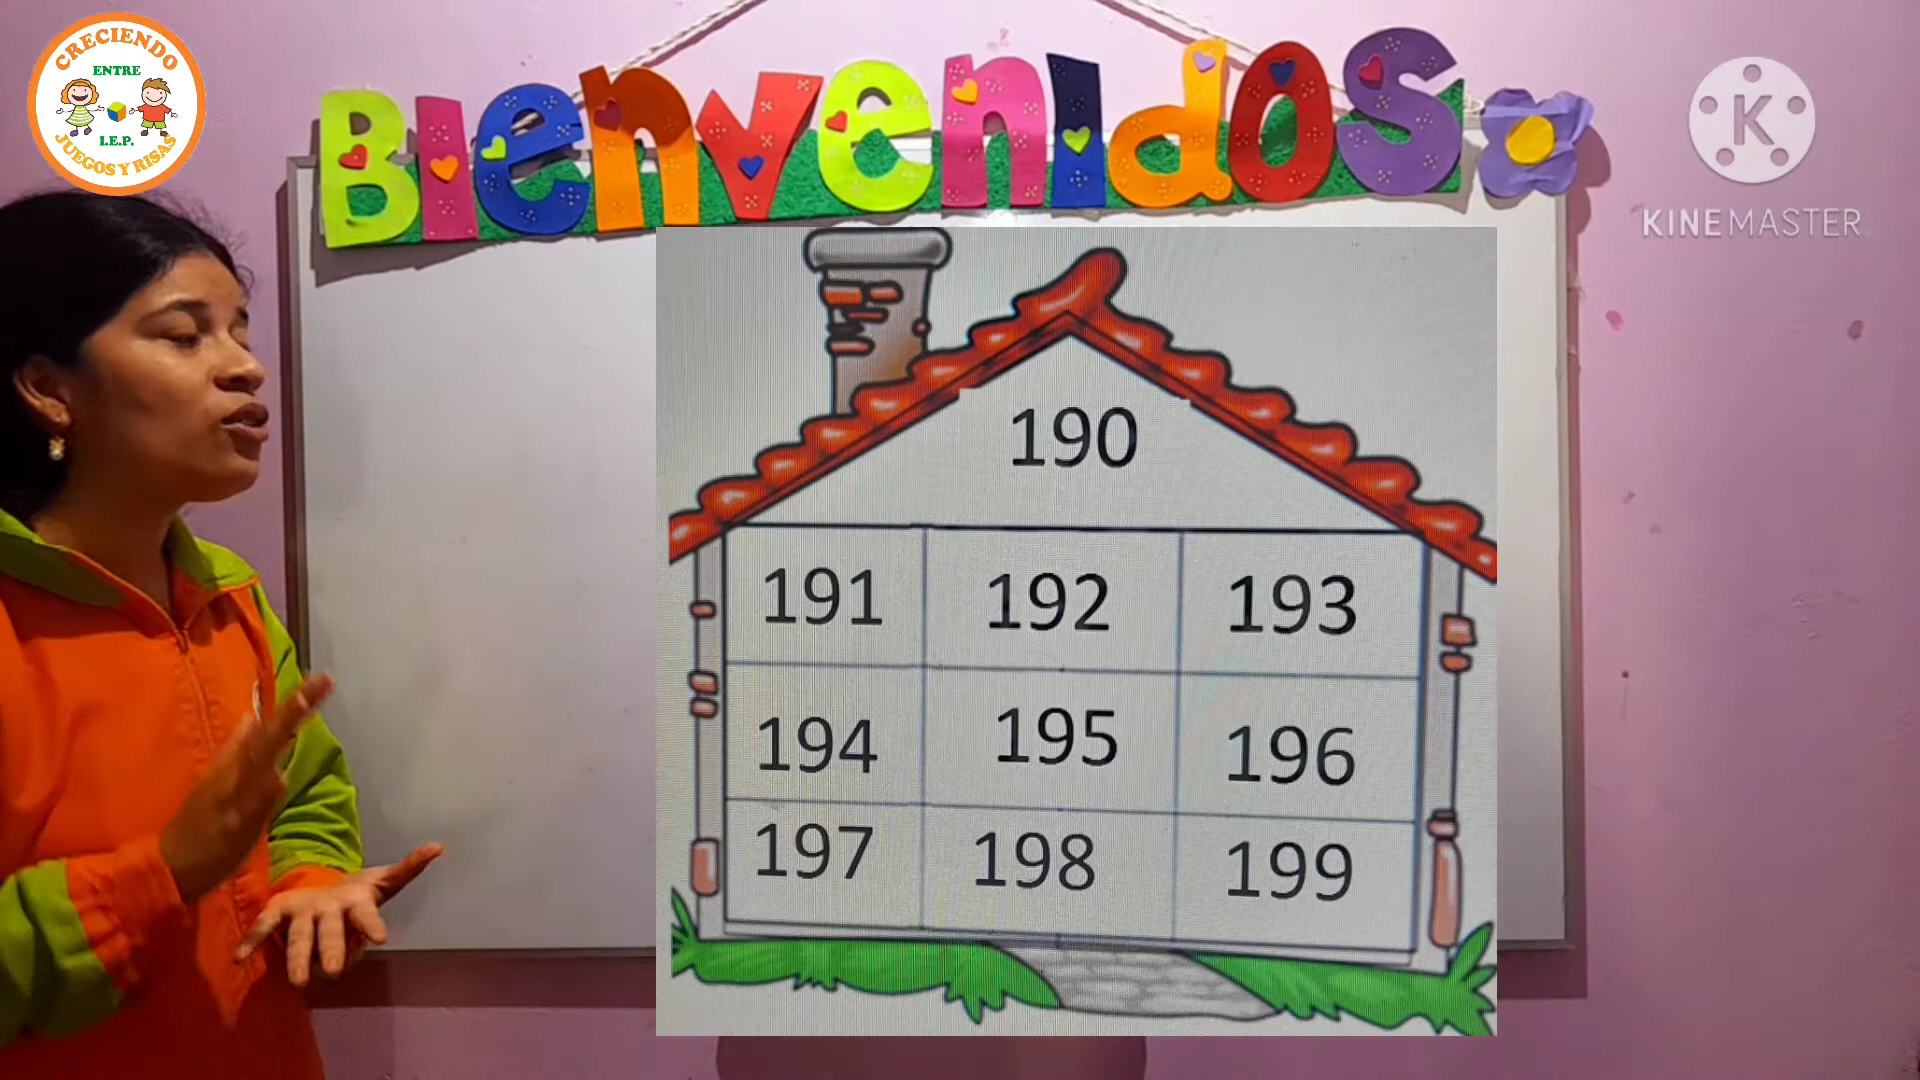 CRECIENDO
ENTRE
I.E.P.
JUEGOS Y RISAS
BIenvenIdos
K
KINEMASTER
190
191 192 193
194 195 196
197 198 199